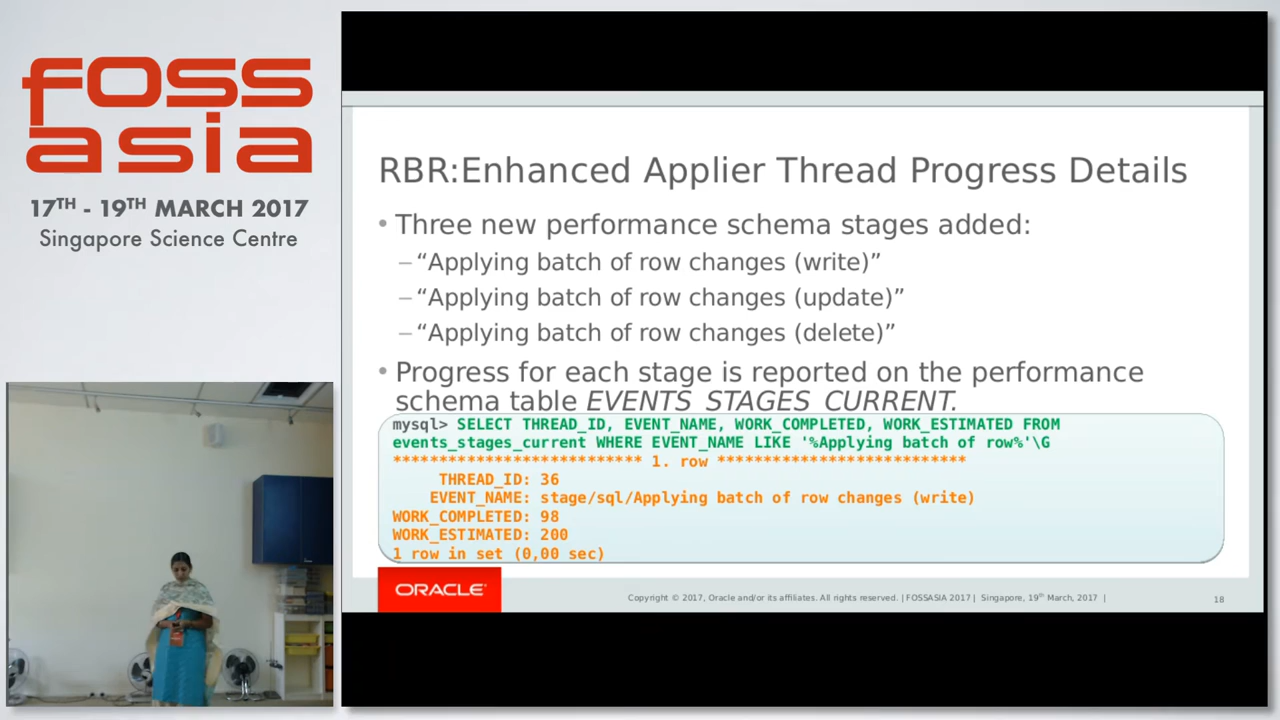 foss
asia
17TH - 19TH MARCH 2017
Singapore Science Centre
RBR:Enhanced Applier Thread Progress Details
• Three new performance schema stages added:
– “Applying batch of row changes (write)”
– “Applying batch of row changes (update)”
– “Applying batch of row changes (delete)”
• Progress for each stage is reported on the performance
schema table EVENTS_STAGES_CURRENT.
mysql> SELECT THREAD_ID, EVENT_NAME, WORK_COMPLETED, WORK_ESTIMATED FROM
events_stages_current WHERE EVENT_NAME LIKE '%Applying batch of row%'\G
*************************** 1. row ***************************
THREAD_ID: 36
EVENT_NAME: stage/sql/Applying batch of row changes (write)
WORK_COMPLETED: 98
WORK_ESTIMATED: 200
1 row in set (0,00 sec)
ORACLE
Copyright © 2017, Oracle and/or its affiliates. All rights reserved. | FOSSASIA 2017 | Singapore, 19th March, 2017 |
18